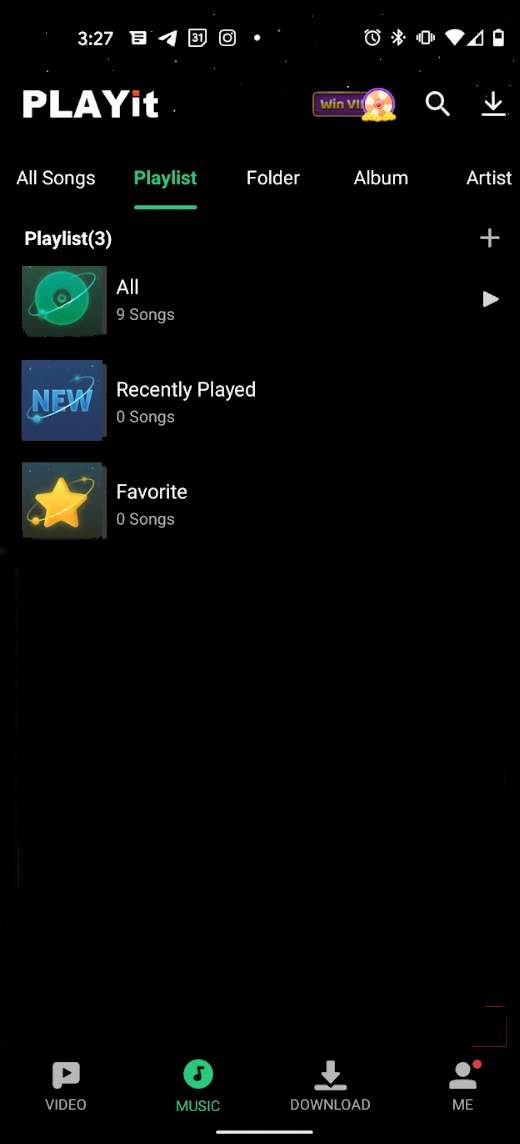 3:27
31
PLAYit
Win VIP
All Songs
Playlist
Folder
Album
Artist
Playlist(3)
All
9 Songs
NEW
Recently Played
0 Songs
Favorite
0 Songs
VIDEO
MUSIC
DOWNLOAD
ME